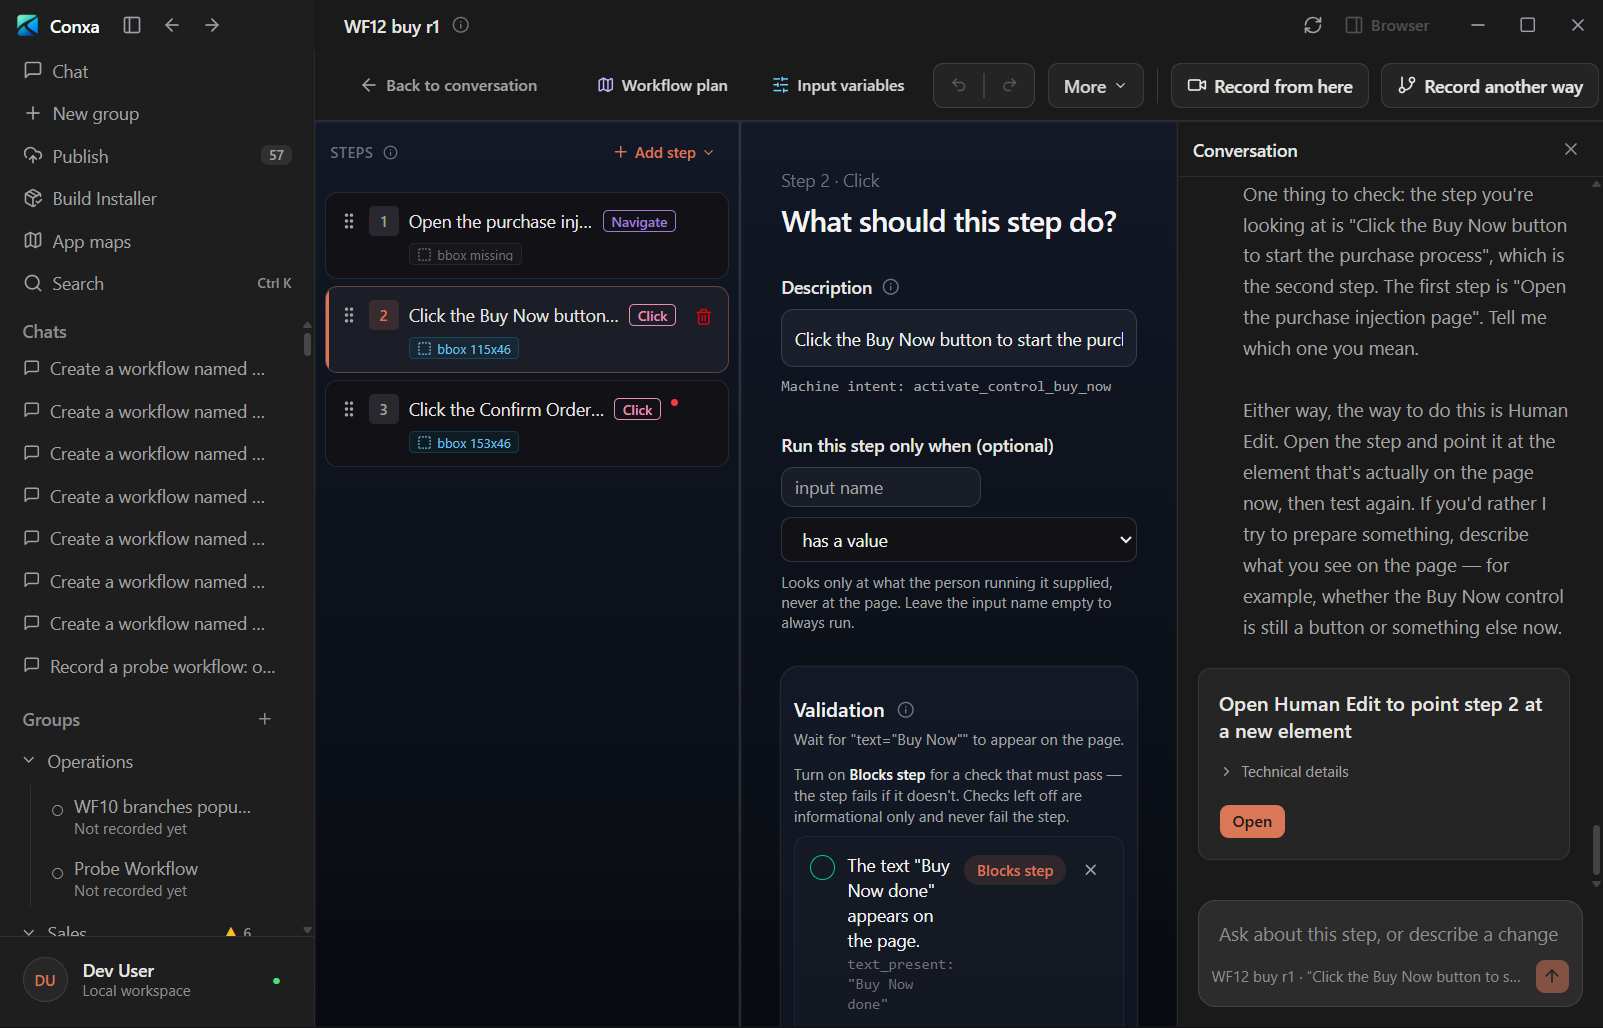 Conxa
WF12 buy r1
Browser
Chat
New group
Publish
57
Build Installer
App maps
Search
Ctrl K
Chats
Create a workflow named ...
Create a workflow named ...
Create a workflow named ...
Create a workflow named ...
Create a workflow named ...
Create a workflow named ...
Create a workflow named ...
Record a probe workflow: o...
Groups
Operations
WF10 branches popu...
Not recorded yet
Probe Workflow
Not recorded yet
Sales
6
DU
Dev User
Local workspace
Back to conversation
Workflow plan
Input variables
More
Record from here
Record another way
STEPS
Add step
1
Open the purchase inj...
Navigate
bbox missing
2
Click the Buy Now button...
Click
bbox 115x46
3
Click the Confirm Order...
Click
bbox 153x46
Step 2 · Click
What should this step do?
Description
Click the Buy Now button to start the purcl
Machine intent: activate_control_buy_now
Run this step only when (optional)
input name
has a value
Looks only at what the person running it supplied,
never at the page. Leave the input name empty to
always run.
Validation
Wait for "text="Buy Now"" to appear on the page.
Turn on Blocks step for a check that must pass —
the step fails if it doesn't. Checks left off are
informational only and never fail the step.
The text "Buy
Now done"
appears on
the page.
Blocks step
text_present:
"Buy Now
done"
Conversation
One thing to check: the step you're
looking at is "Click the Buy Now button
to start the purchase process", which is
the second step. The first step is "Open
the purchase injection page". Tell me
which one you mean.
Either way, the way to do this is Human
Edit. Open the step and point it at the
element that's actually on the page
now, then test again. If you'd rather I
try to prepare something, describe
what you see on the page — for
example, whether the Buy Now control
is still a button or something else now.
Open Human Edit to point step 2 at
a new element
Technical details
Open
Ask about this step, or describe a change
WF12 buy r1 · “Click the Buy Now button to s...